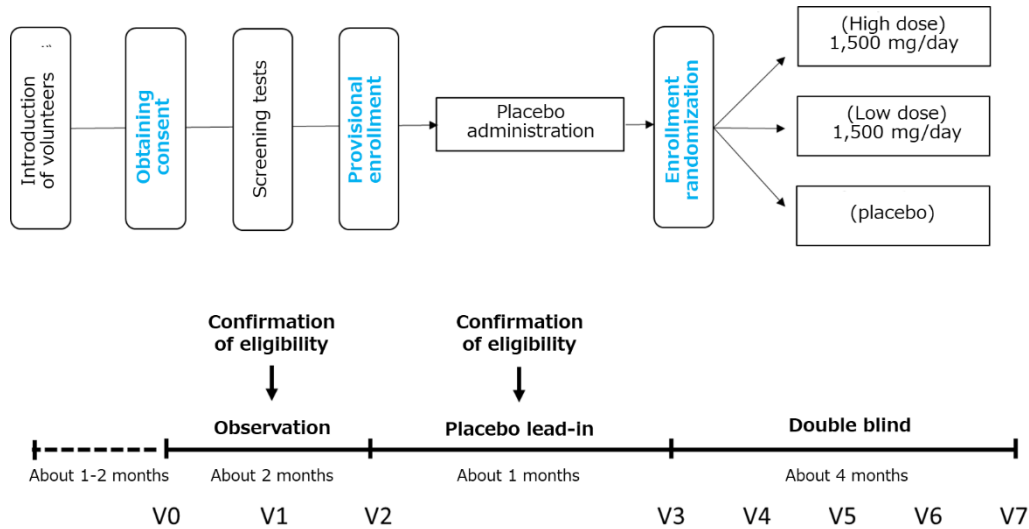 Introduction
of volunteers
Obtaining
consent
Screening tests
Provisional
enrollment
Placebo
administration
Enrollment
randomization
(High dose)
1,500 mg/day
(Low dose)
1,500 mg/day
(placebo)
Confirmation
of eligibility
Confirmation
of eligibility
Observation
Placebo lead-in
Double blind
About 1-2 months
About 2 months
About 1 months
About 4 months
V0
V1
V2
V3
V4
V5
V6
V7